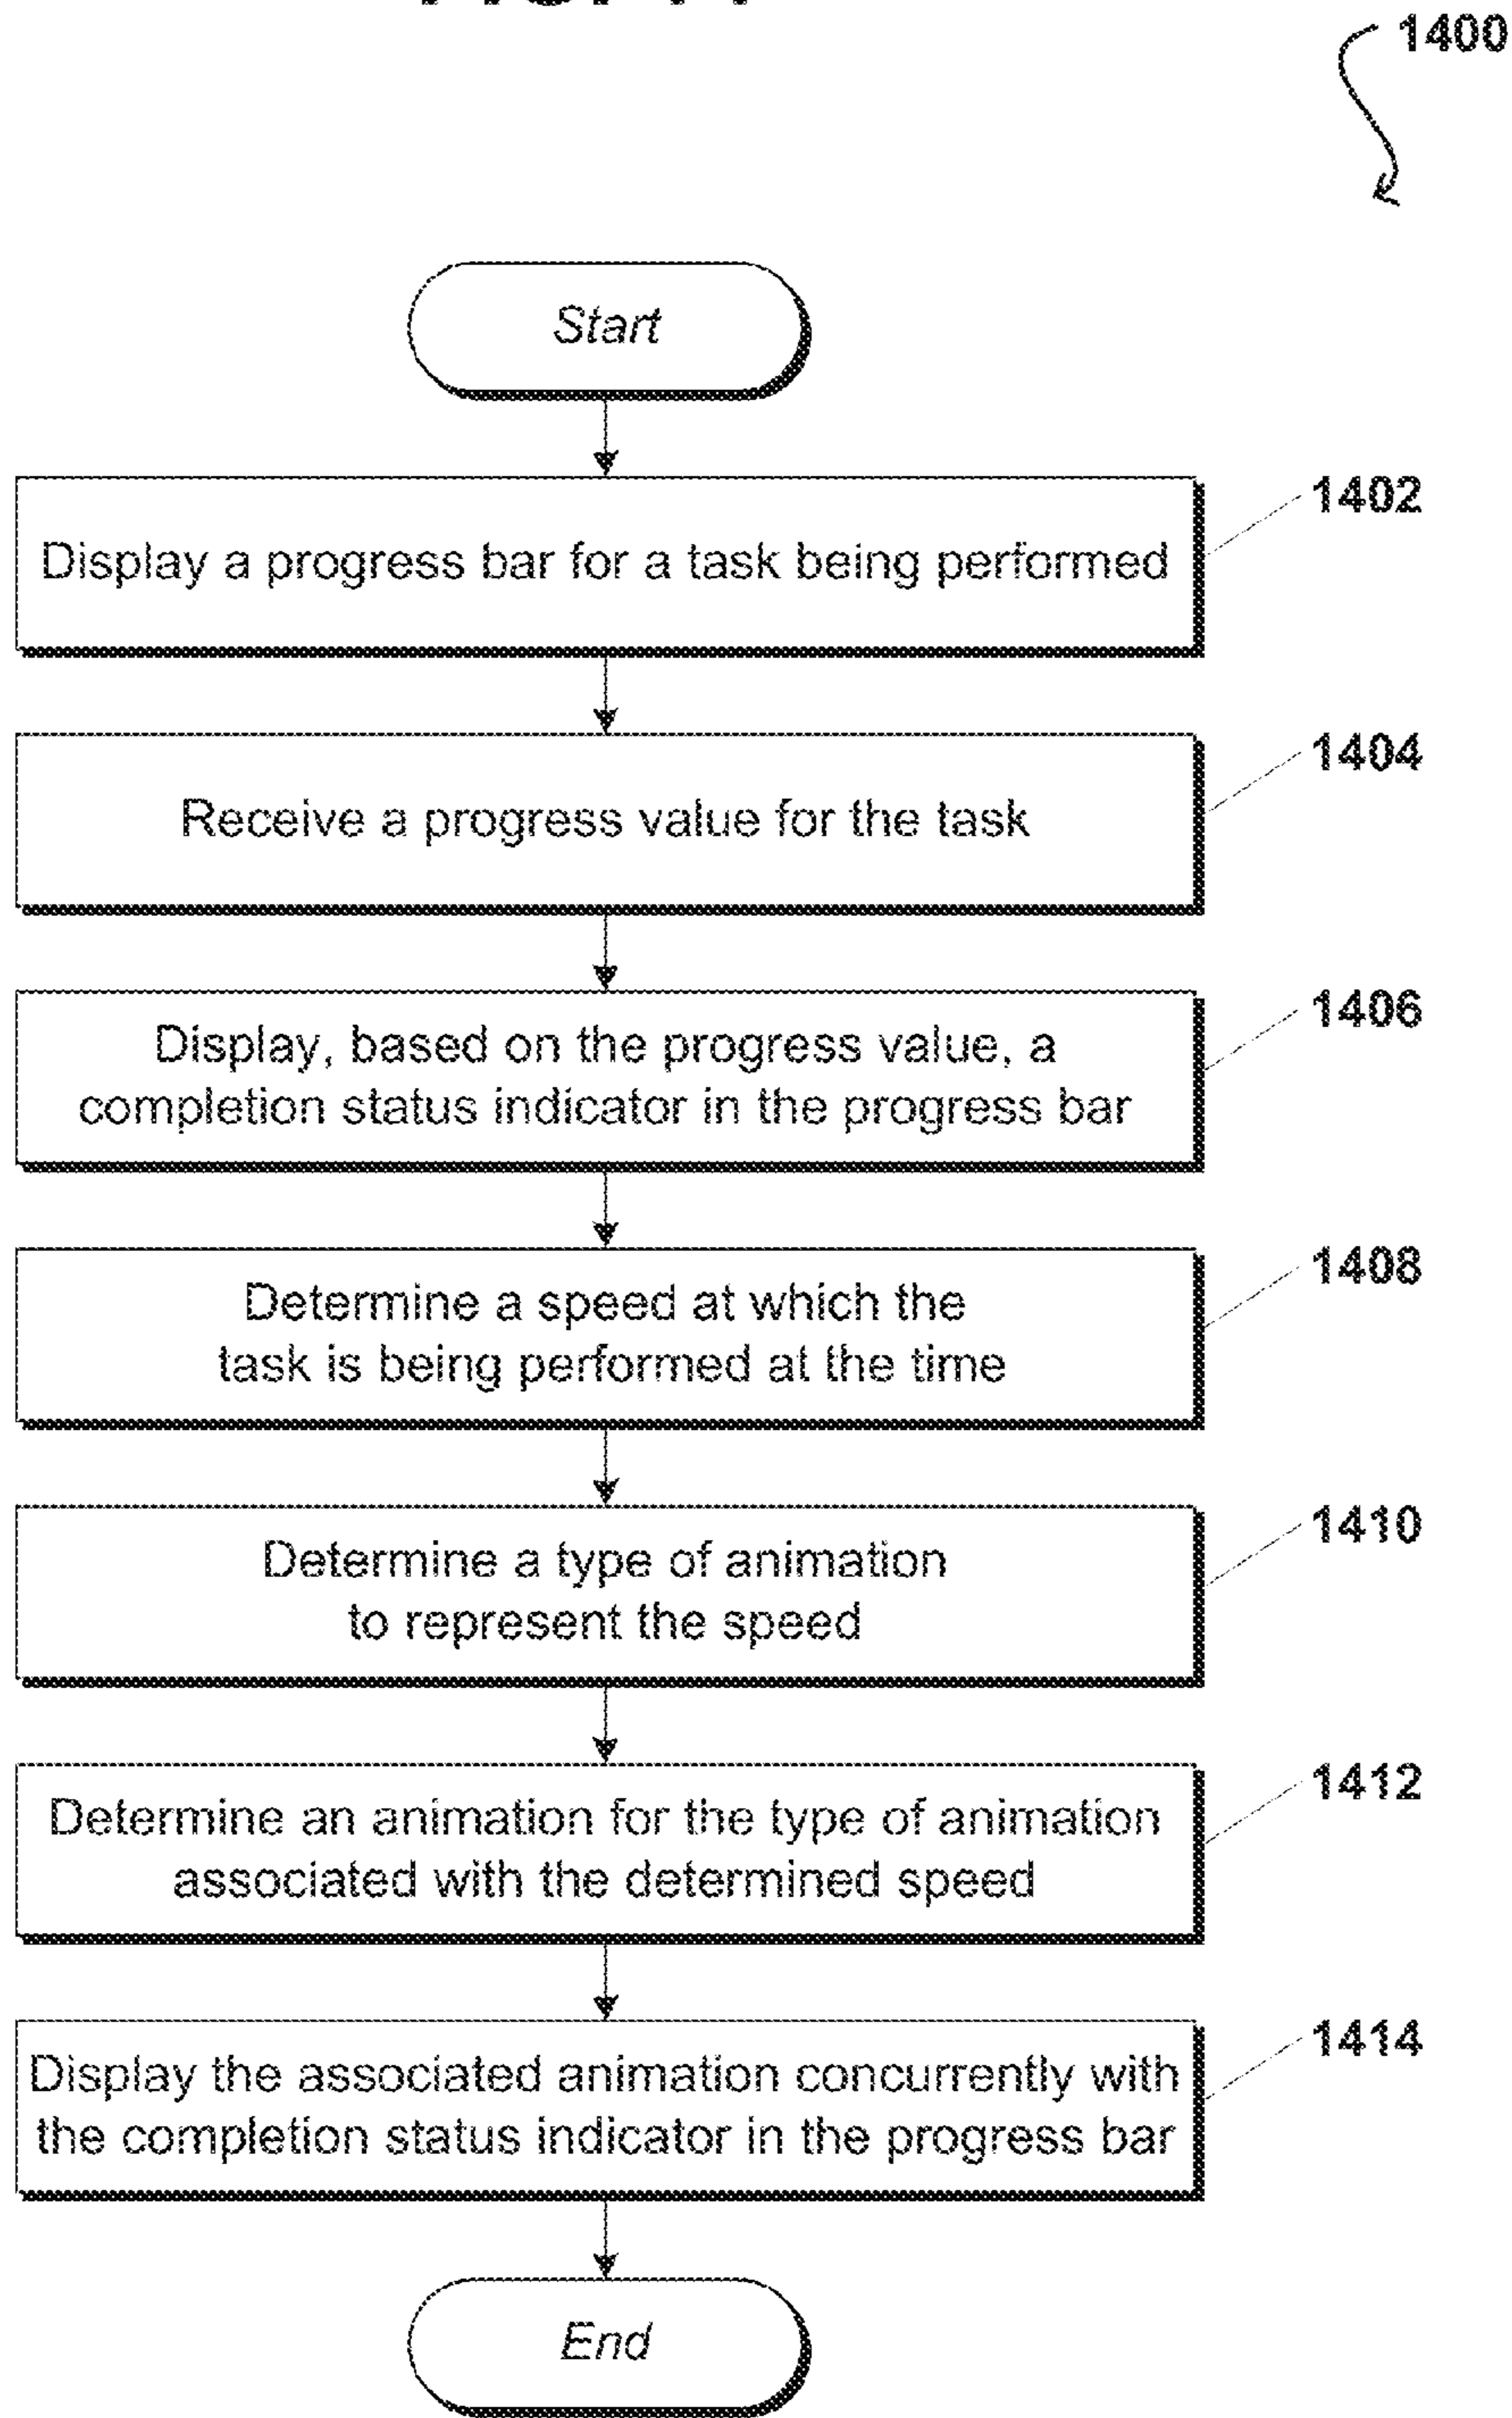 1400
Start
Display a progress bar for a task being performed
1402
Receive a progress value for the task
1404
Display, based on the progress value, a
completion status indicator in the progress bar
1406
Determine a speed at which the
task is being performed at the time
1408
Determine a type of animation
to represent the speed
1410
Determine an animation for the type of animation
associated with the determined speed
1412
Display the associated animation concurrently with
the completion status indicator in the progress bar
1414
End